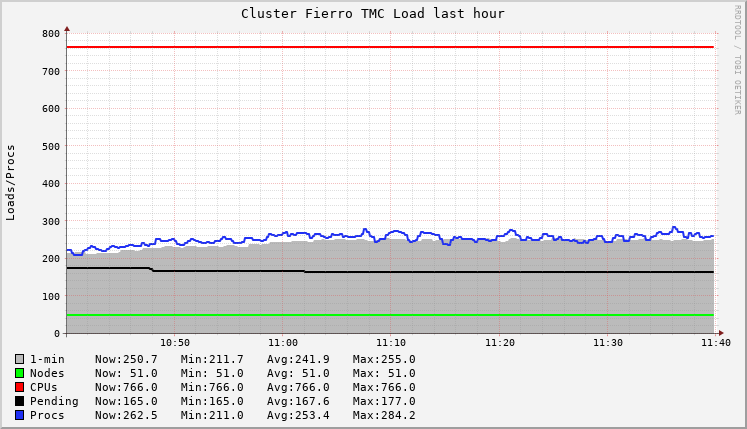 Cluster Fierro TMC Load last hour
RRDTOOL / TOBI OETIKER
Loads/Procs
800
700
600
500
400
300
200
100
0
10:50 11:00 11:10 11:20 11:30 11:40
1-min Now:250.7 Min:211.7 Avg:241.9 Max:255.0
Nodes Now: 51.0 Min: 51.0 Avg: 51.0 Max: 51.0
CPUs Now:766.0 Min:766.0 Avg:766.0 Max:766.0
Pending Now:165.0 Min:165.0 Avg:167.6 Max:177.0
Procs Now:262.5 Min:211.0 Avg:253.4 Max:284.2